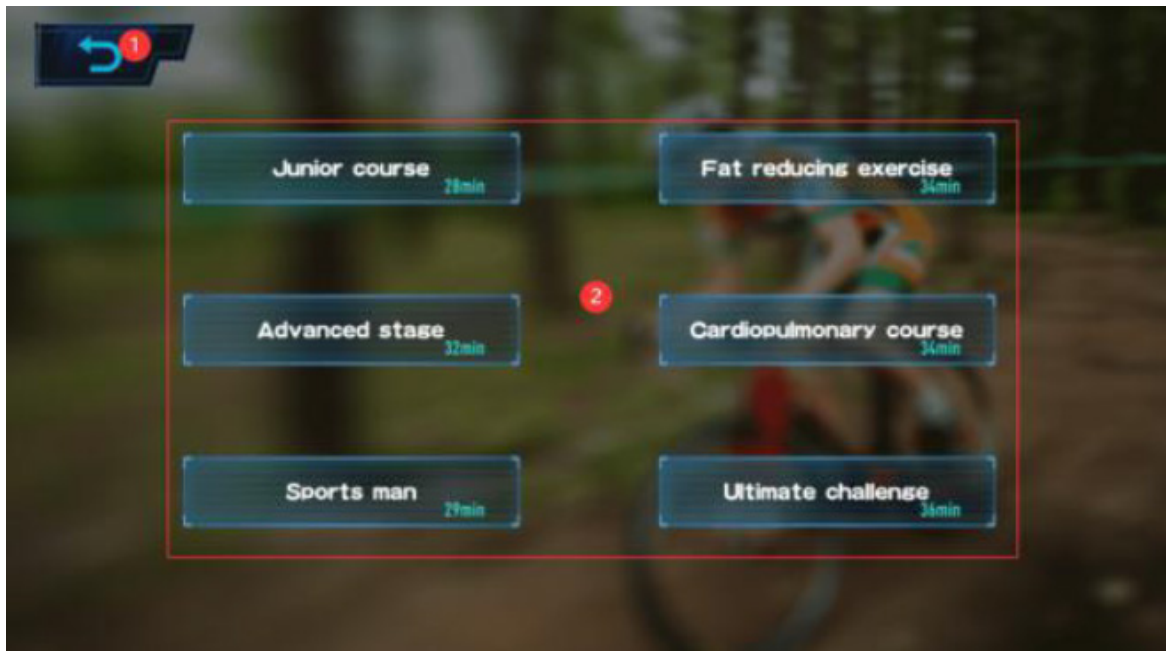 1
Junior course
28min
Fat reducing exercise
34min
2
Advanced stage
32min
Cardiopulmonary course
34min
Sports man
29min
Ultimate challenge
36min